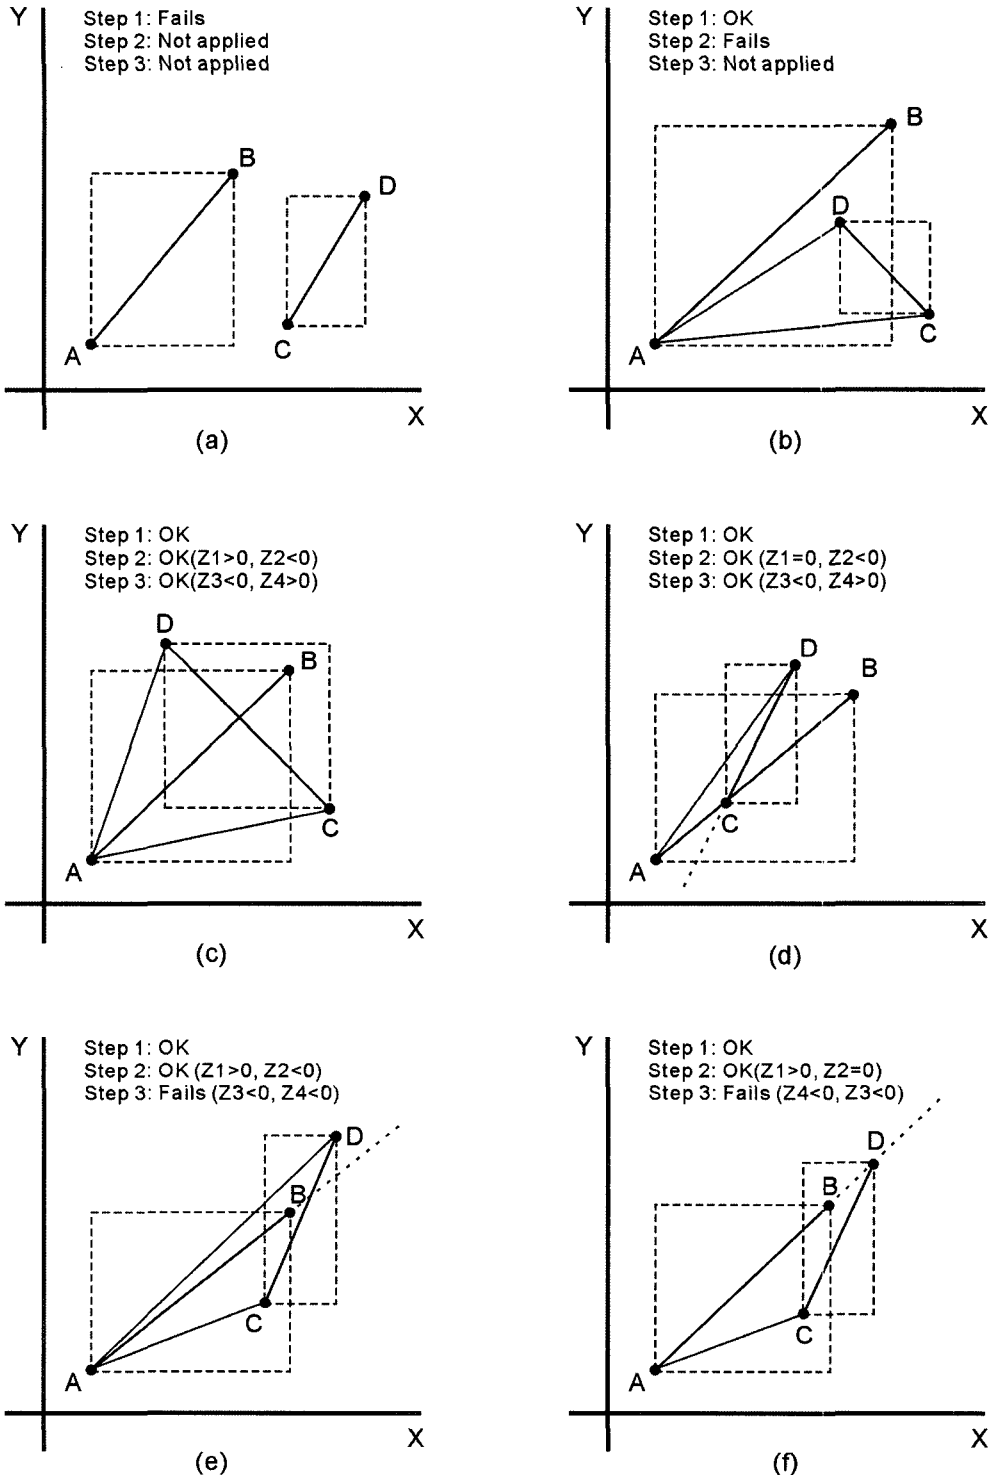 Y
Step 1: Fails
Step 2: Not applied
Step 3: Not applied
B
D
A
C
X
(a)
Y
Step 1: OK
Step 2: Fails
Step 3: Not applied
B
D
A
C
X
(b)
Y
Step 1: OK
Step 2: OK(Z1>0, Z2<0)
Step 3: OK(Z3<0, Z4>0)
D
B
C
A
X
(c)
Y
Step 1: OK
Step 2: OK (Z1=0, Z2<0)
Step 3: OK (Z3<0, Z4>0)
D
B
C
A
X
(d)
Y
Step 1: OK
Step 2: OK (Z1>0, Z2<0)
Step 3: Fails (Z3<0, Z4<0)
D
B
C
A
X
(e)
Y
Step 1: OK
Step 2: OK(Z1>0, Z2=0)
Step 3: Fails (Z4<0, Z3<0)
D
B
C
A
X
(f)